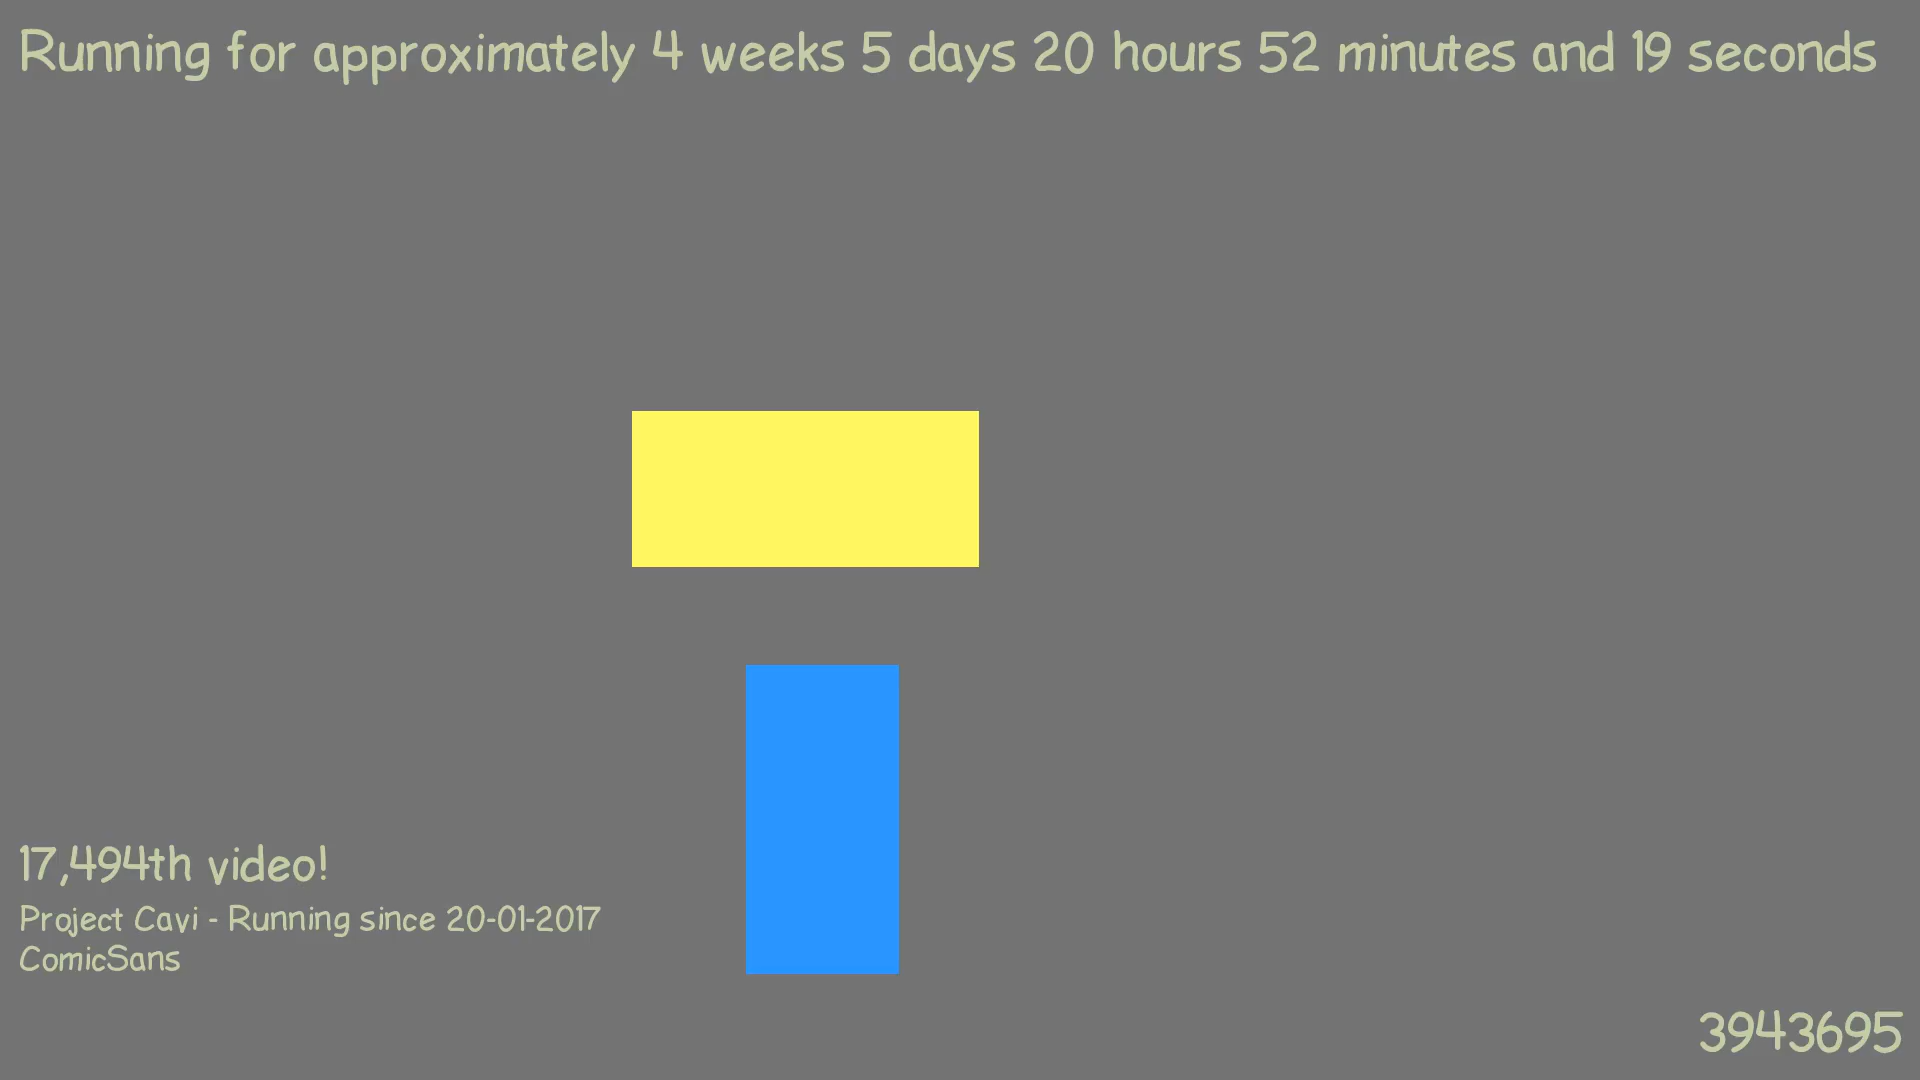 Running for approximately 4 weeks 5 days 20 hours 52 minutes and 19 seconds
17,494th video!
Project Cavi - Running since 20-01-2017
ComicSans
3943695